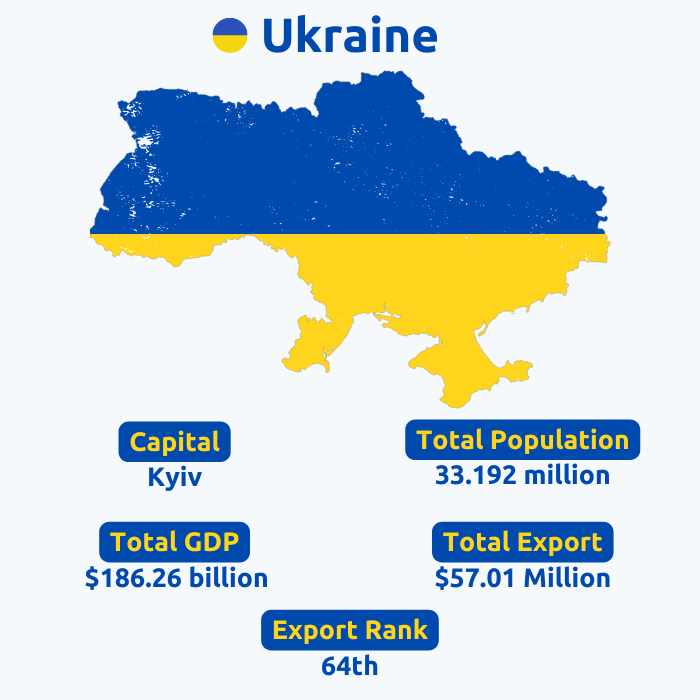 Ukraine
Capital
Kyiv
Total Population
33.192 million
Total GDP
$186.26 billion
Total Export
$57.01 Million
Export Rank
64th